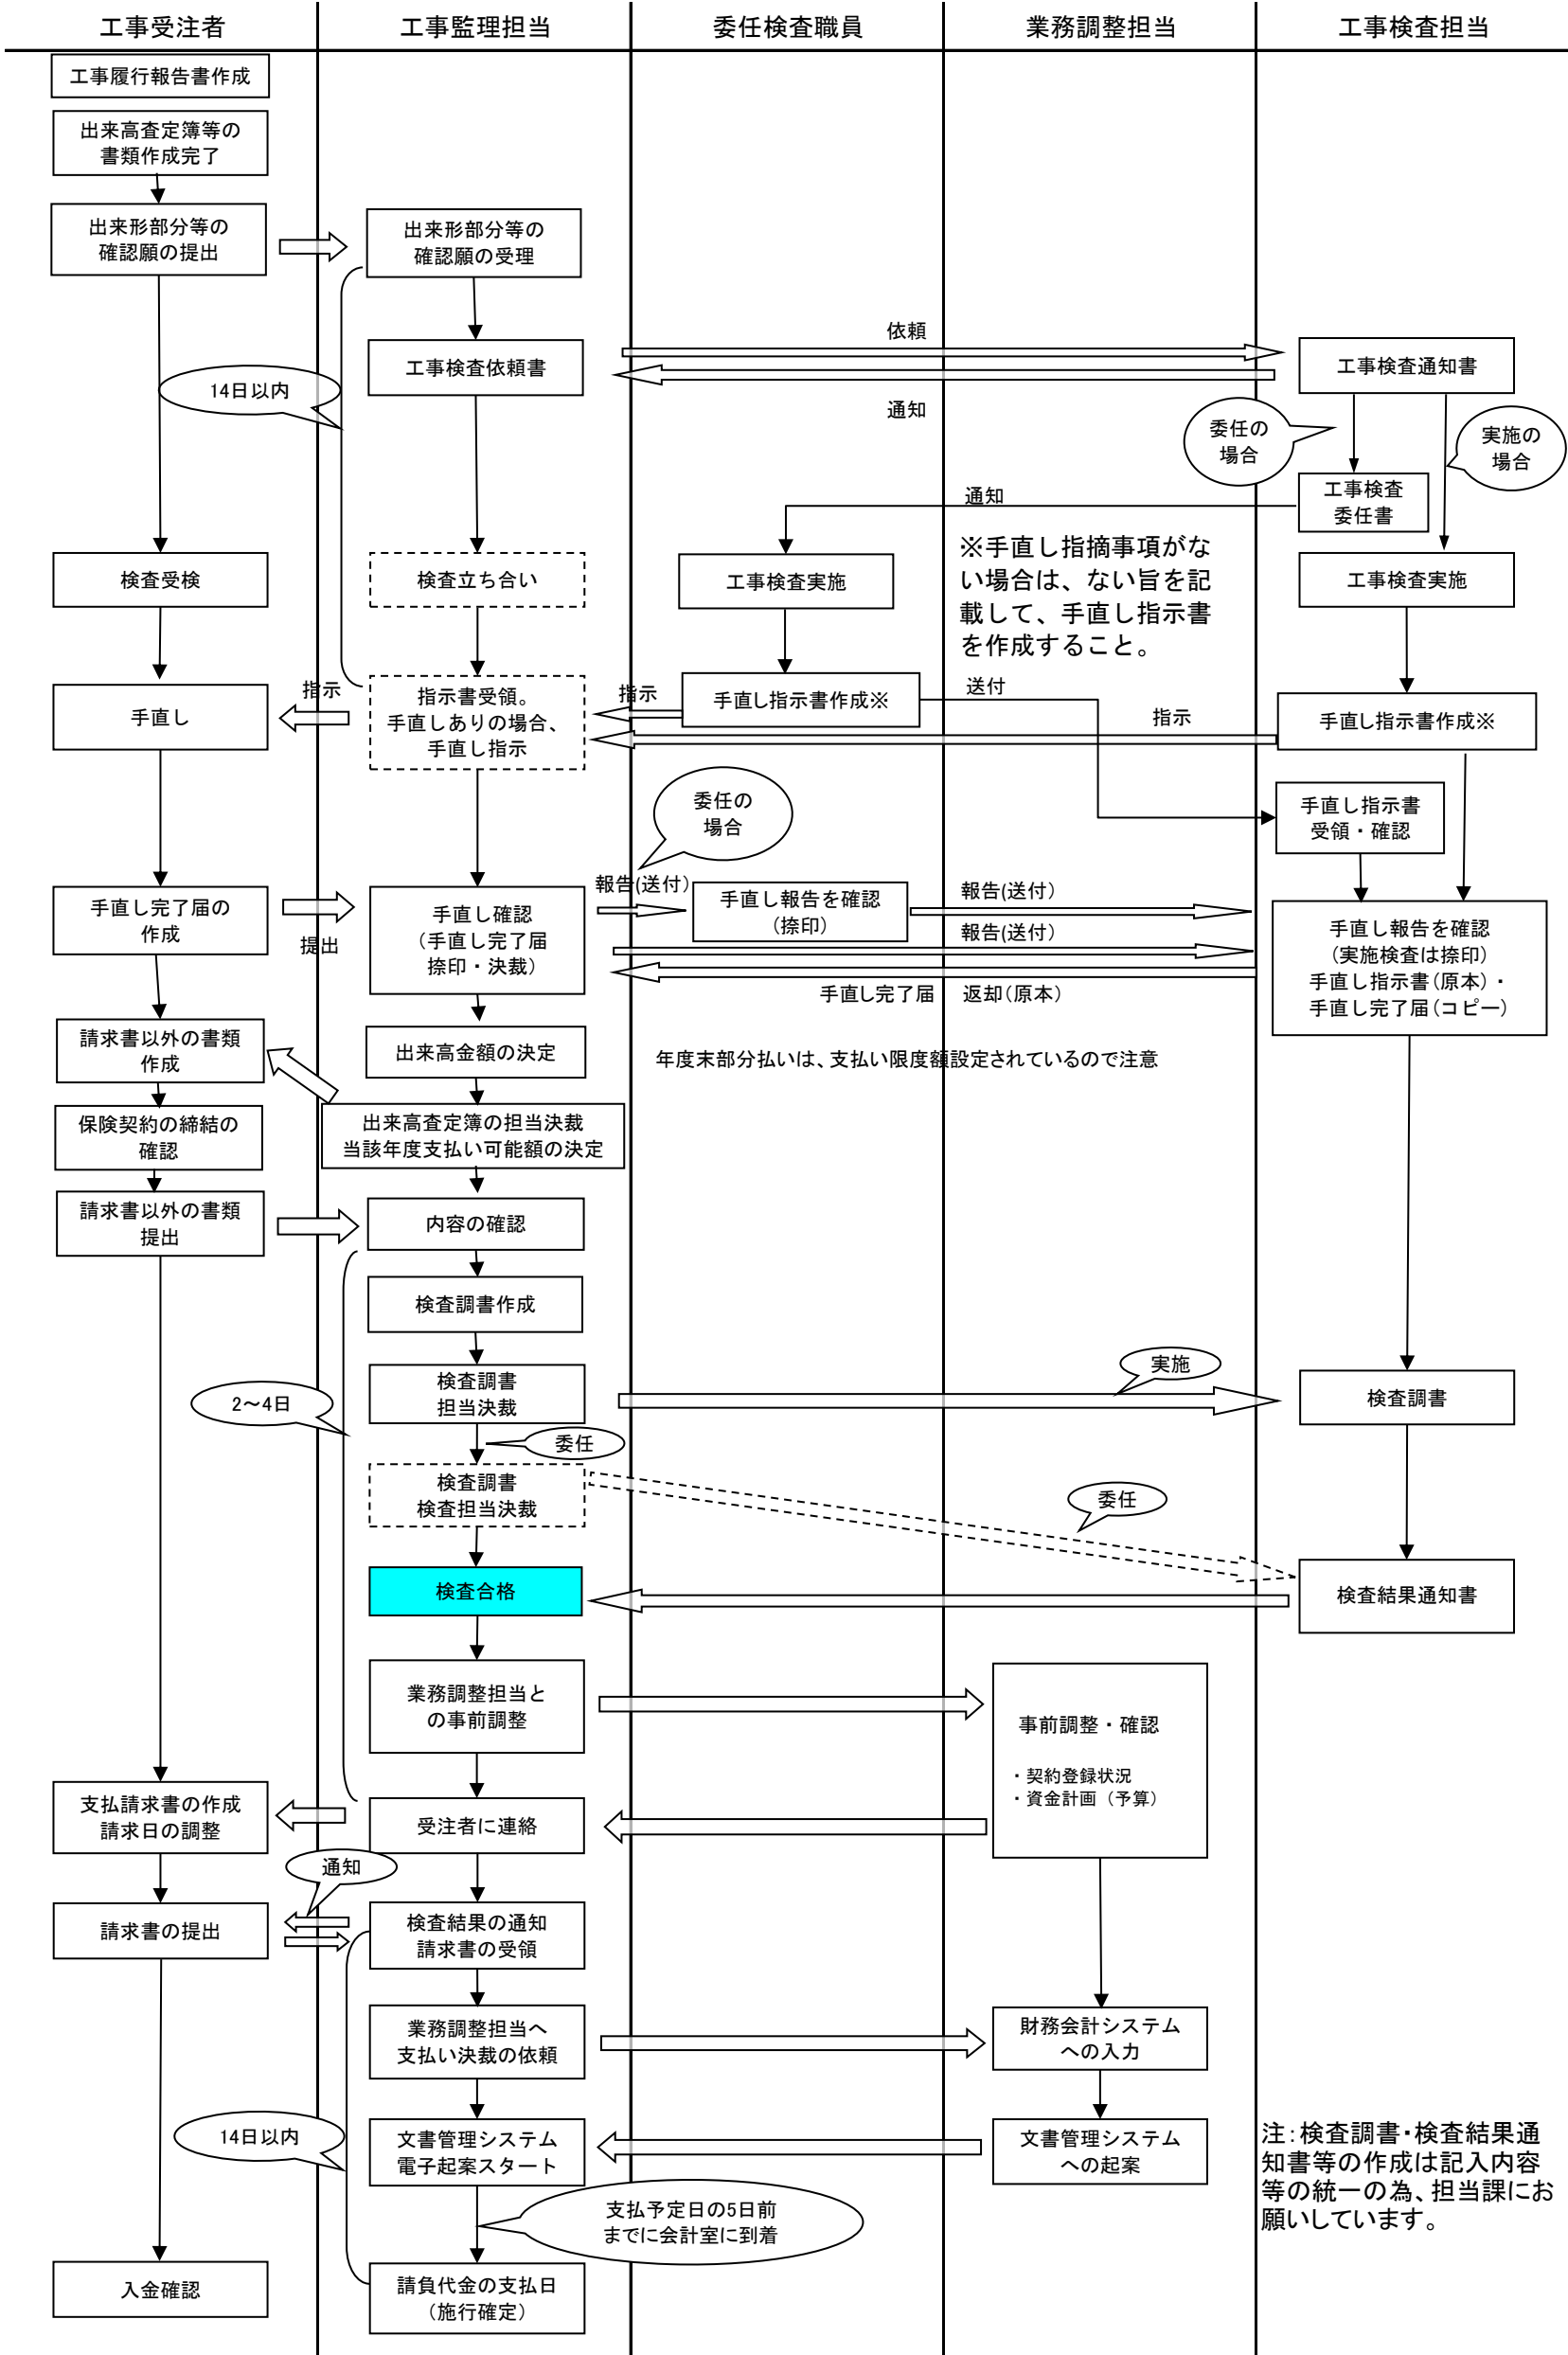 工事受注者
工事監理担当
委任検査職員
業務調整担当
工事検査担当
工事履行報告書作成
出来高査定簿等の
書類作成完了
出来形部分等の
確認願の提出
出来形部分等の
確認願の受理
依頼
工事検査依頼書
工事検査通知書
14日以内
通知
委任の
場合
実施の
場合
工事検査
委任書
通知
※手直し指摘事項がな
い場合は、ない旨を記
載して、手直し指示書
を作成すること。
検査受検
検査立ち合い
工事検査実施
工事検査実施
手直し
指示
指示書受領。
手直しありの場合、
手直し指示
指示
手直し指示書作成※
送付
指示
手直し指示書作成※
委任の
場合
手直し指示書
受領・確認
手直し完了届の
作成
提出
手直し確認
（手直し完了届
捺印・決裁）
報告(送付）
手直し報告を確認
（捺印）
報告(送付）
報告(送付）
手直し報告を確認
（実施検査は捺印）
手直し指示書（原本）・
手直し完了届（コピー）
手直し完了届
返却（原本）
請求書以外の書類
作成
出来高金額の決定
年度末部分払いは、支払い限度額設定されているので注意
保険契約の締結の
確認
出来高査定簿の担当決裁
当該年度支払い可能額の決定
請求書以外の書類
提出
内容の確認
検査調書作成
2～4日
検査調書
担当決裁
実施
検査調書
委任
検査調書
検査担当決裁
委任
検査合格
検査結果通知書
業務調整担当と
の事前調整
事前調整・確認
・契約登録状況
・資金計画（予算）
支払請求書の作成
請求日の調整
受注者に連絡
通知
請求書の提出
検査結果の通知
請求書の受領
業務調整担当へ
支払い決裁の依頼
財務会計システム
への入力
14日以内
文書管理システム
電子起案スタート
文書管理システム
への起案
注：検査調書・検査結果通
知書等の作成は記入内容
等の統一の為、担当課にお
願いしています。
支払予定日の5日前
までに会計室に到着
入金確認
請負代金の支払日
（施行確定）